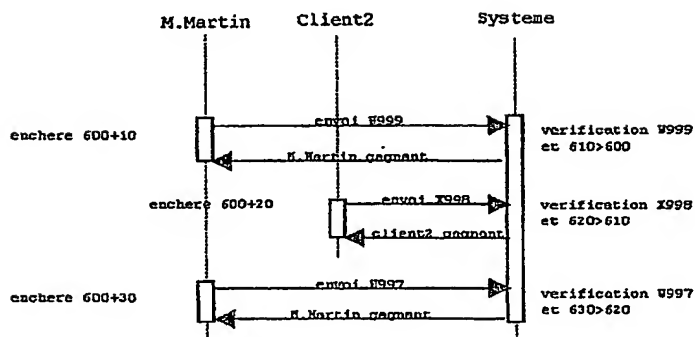 M.Martin Client2 Systeme
envoi W999
enchere 600+10
verification W999
et 610>600
M.Martin gagnant
enchere 600+20
envoi X998
verification X998
et 620>610
client2 gagnant
envoi W997
enchere 600+30
verification W997
et 630>620
M.Martin gagnant